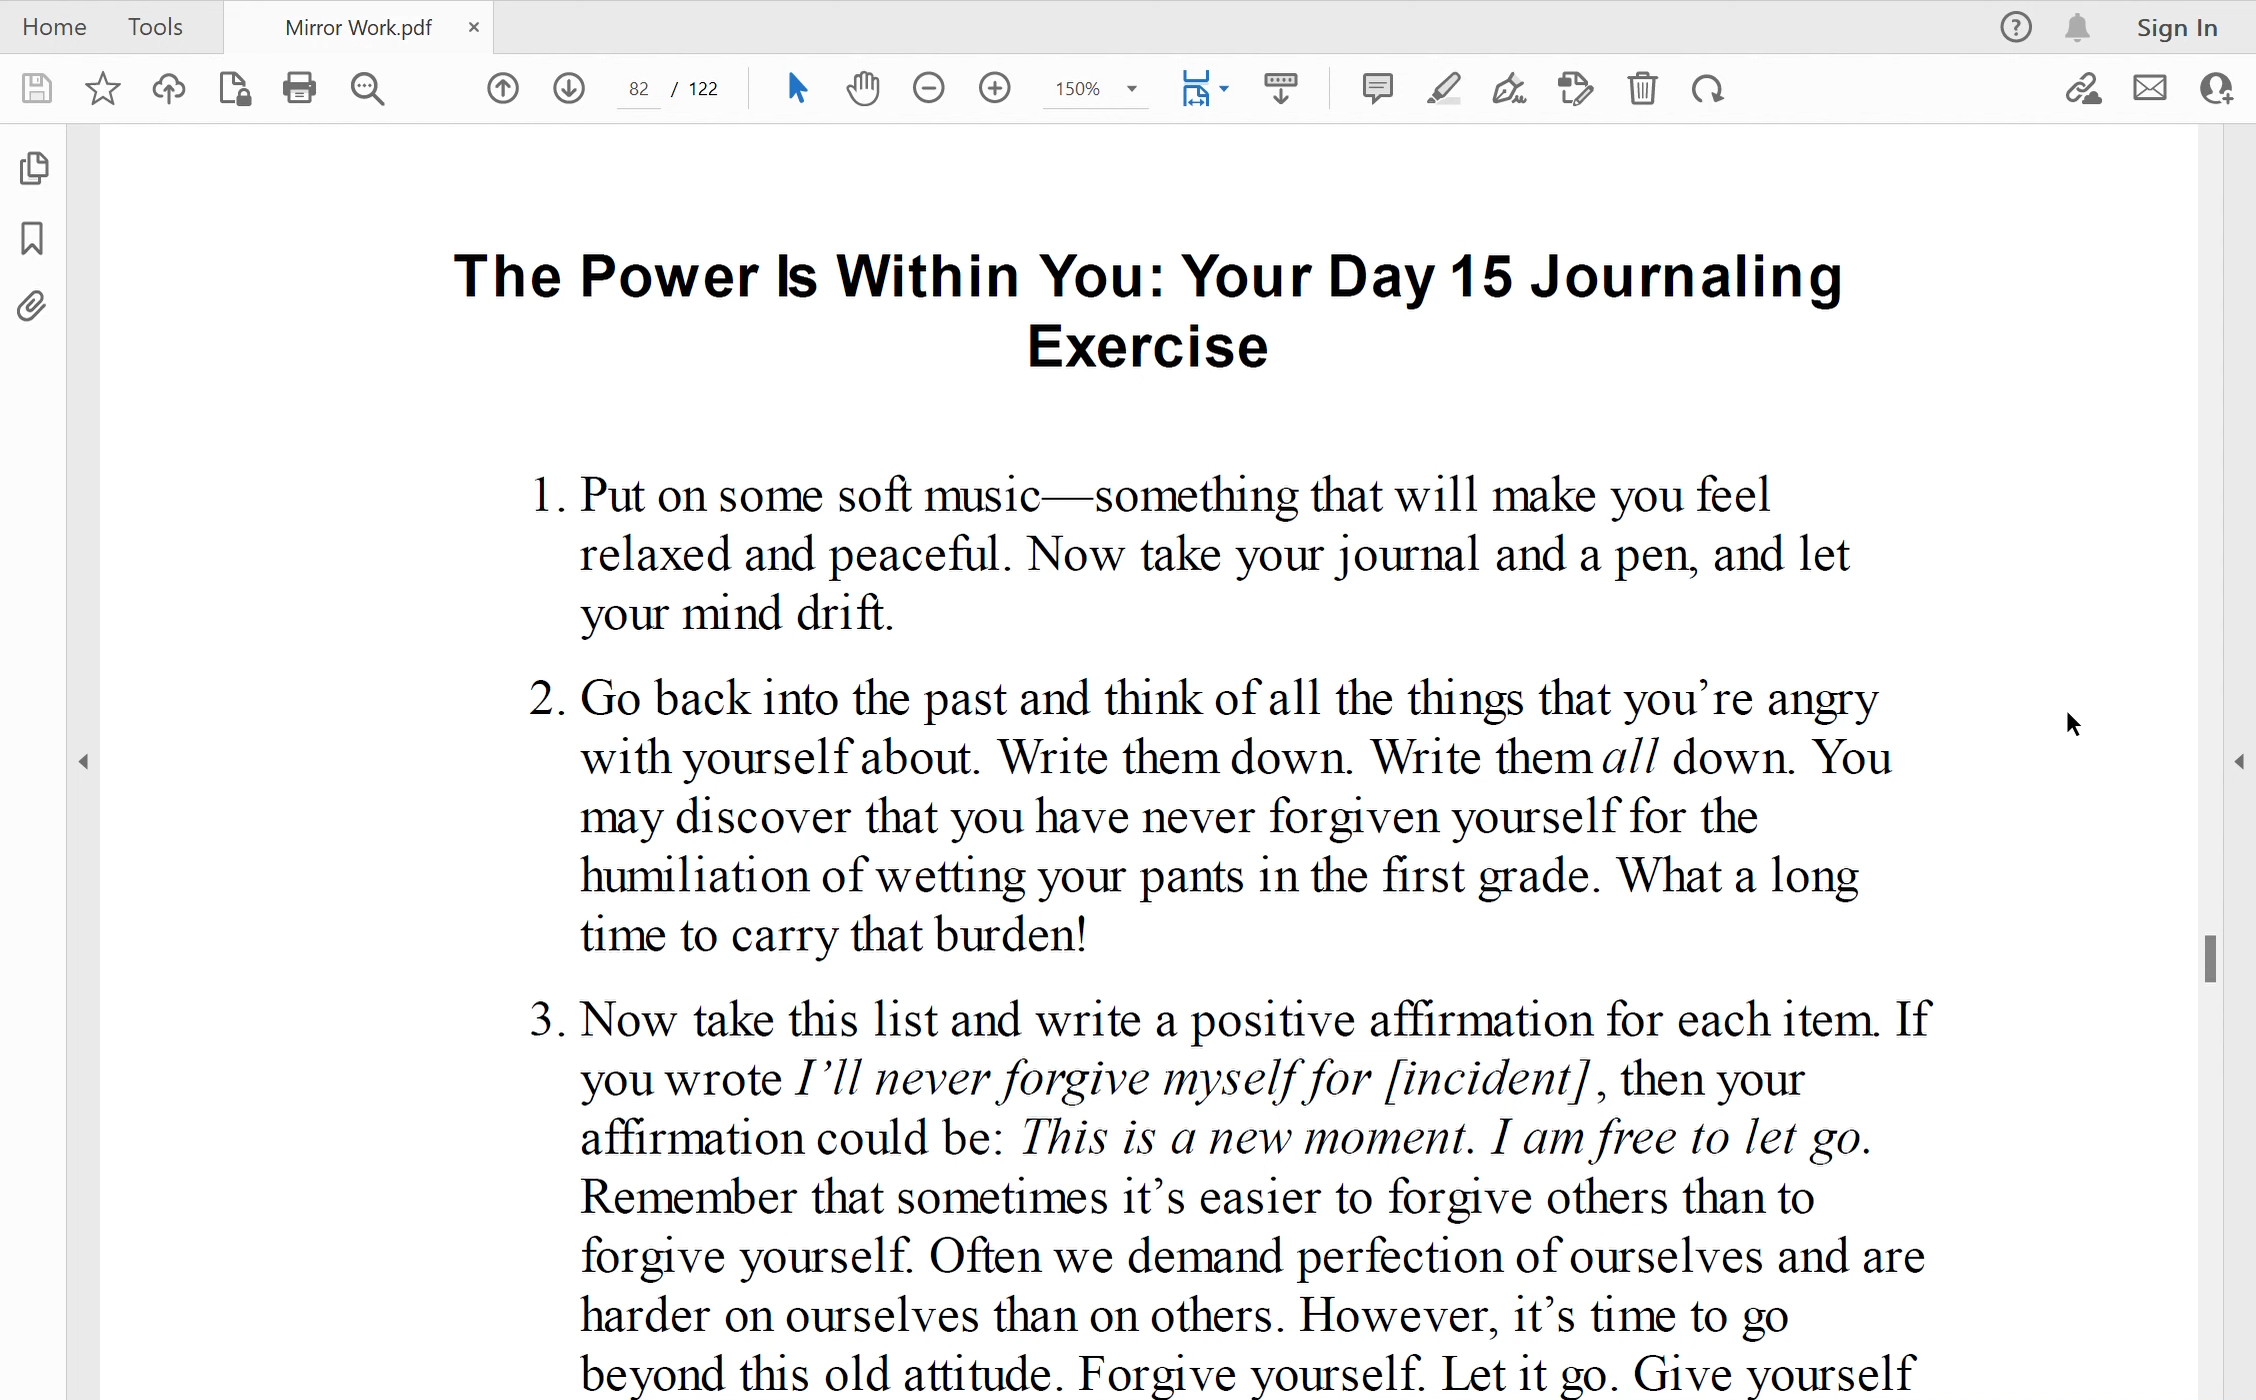 Home Tools Mirror Work.pdf × Sign In
82 / 122 150%
The Power Is Within You: Your Day 15 Journaling
Exercise
1. Put on some soft music—something that will make you feel
relaxed and peaceful. Now take your journal and a pen, and let
your mind drift.
2. Go back into the past and think of all the things that you’re angry
with yourself about. Write them down. Write them all down. You
may discover that you have never forgiven yourself for the
humiliation of wetting your pants in the first grade. What a long
time to carry that burden!
3. Now take this list and write a positive affirmation for each item. If
you wrote I’ll never forgive myself for [incident], then your
affirmation could be: This is a new moment. I am free to let go.
Remember that sometimes it’s easier to forgive others than to
forgive yourself. Often we demand perfection of ourselves and are
harder on ourselves than on others. However, it’s time to go
beyond this old attitude. Forgive yourself. Let it go. Give yourself